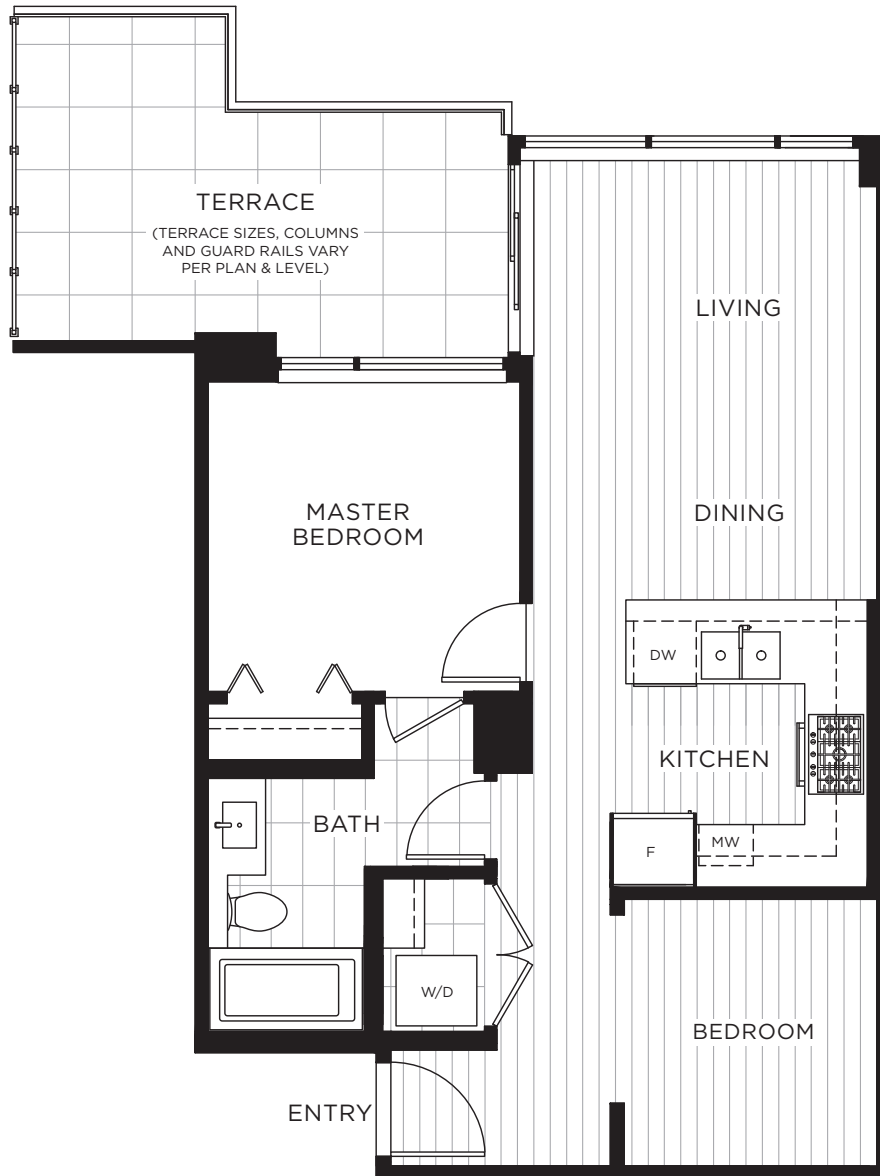 TERRACE
(TERRACE SIZES, COLUMNS
AND GUARD RAILS VARY
PER PLAN & LEVEL)
LIVING
MASTER
BEDROOM
DINING
DW
KITCHEN
BATH
MW
F
W/D
BEDROOM
ENTRY